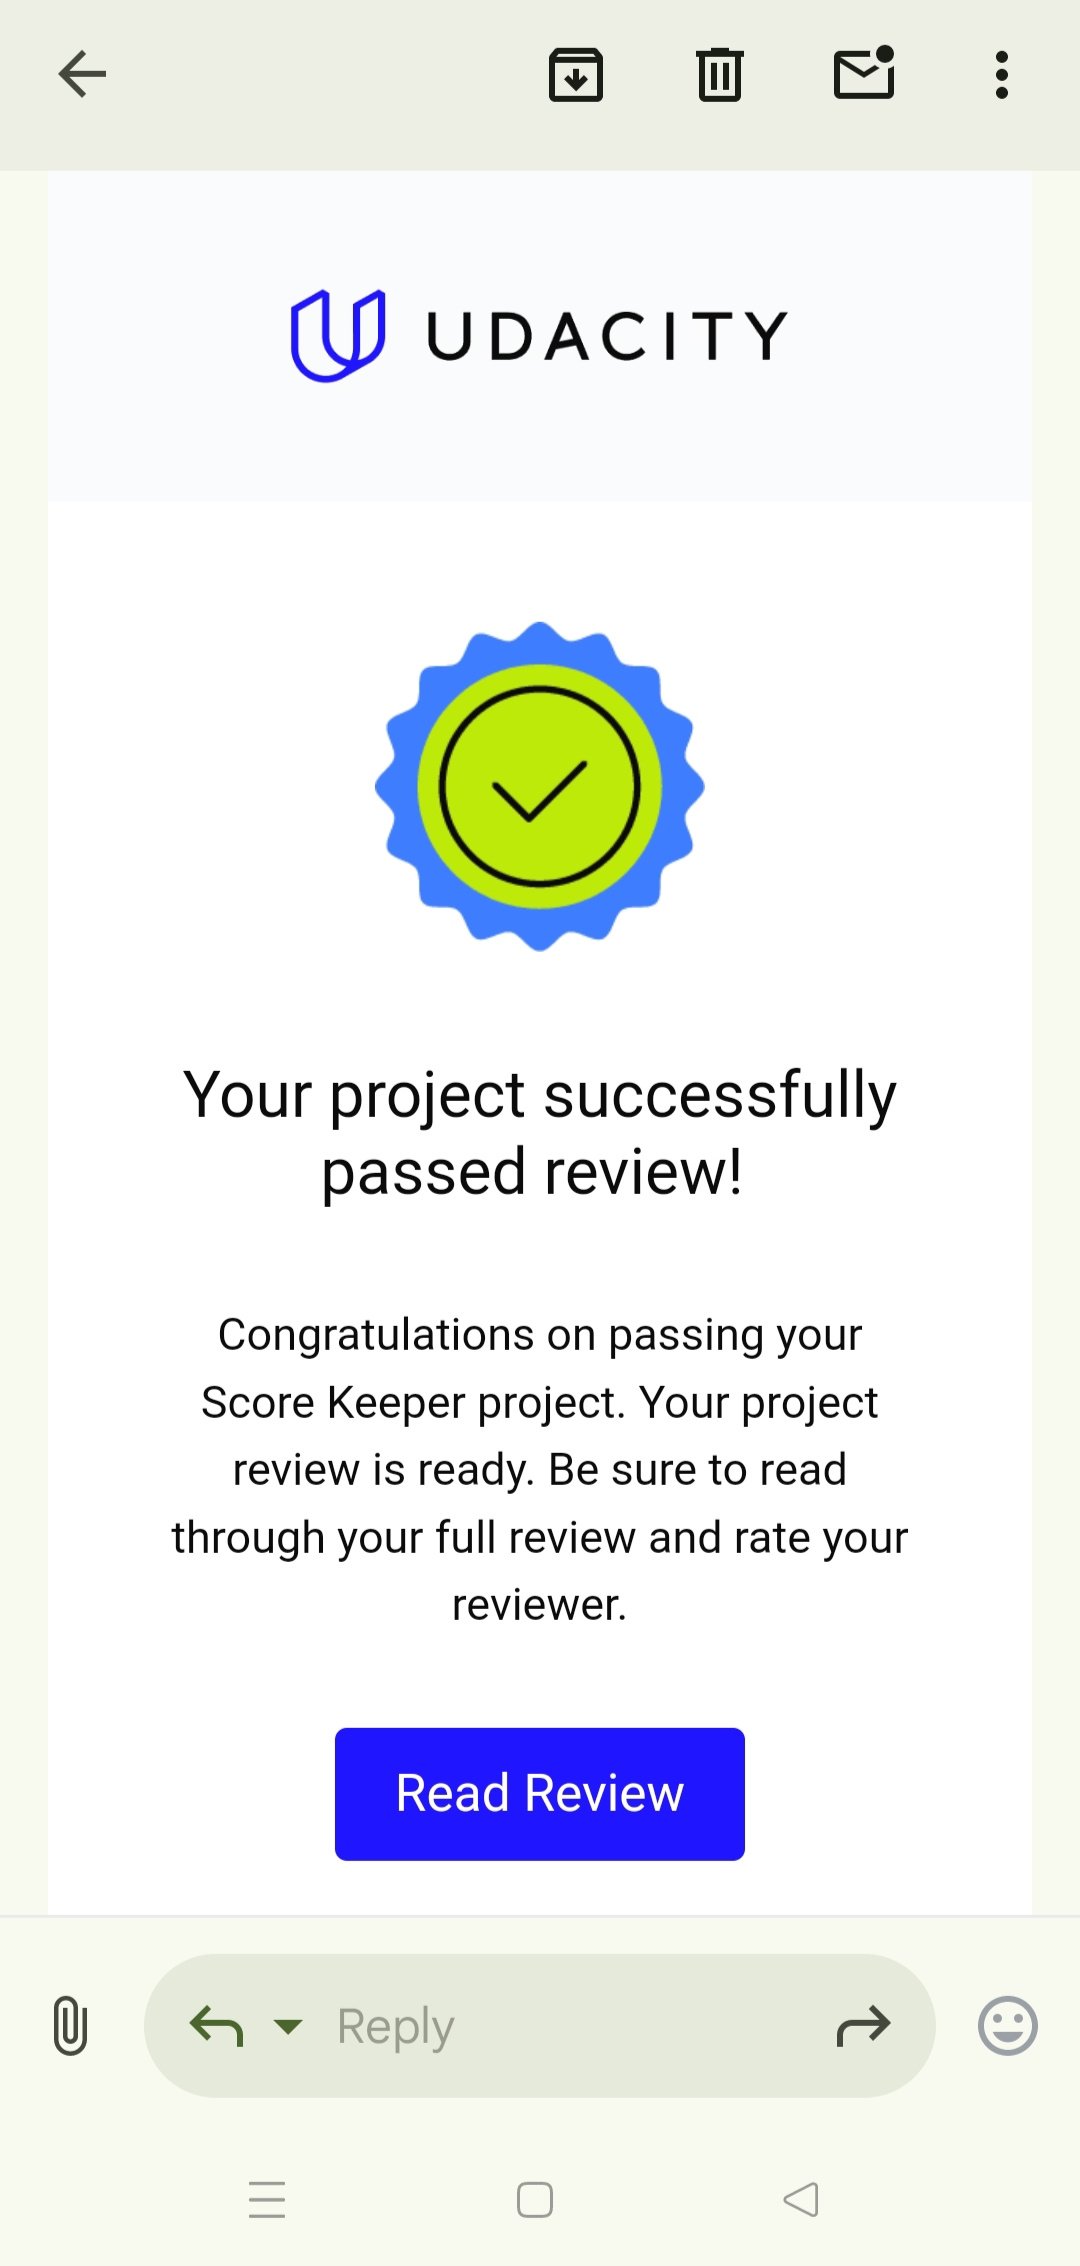 UDACITY
Your project successfully
passed review!
Congratulations on passing your
Score Keeper project. Your project
review is ready. Be sure to read
through your full review and rate your
reviewer.
Read Review
Reply